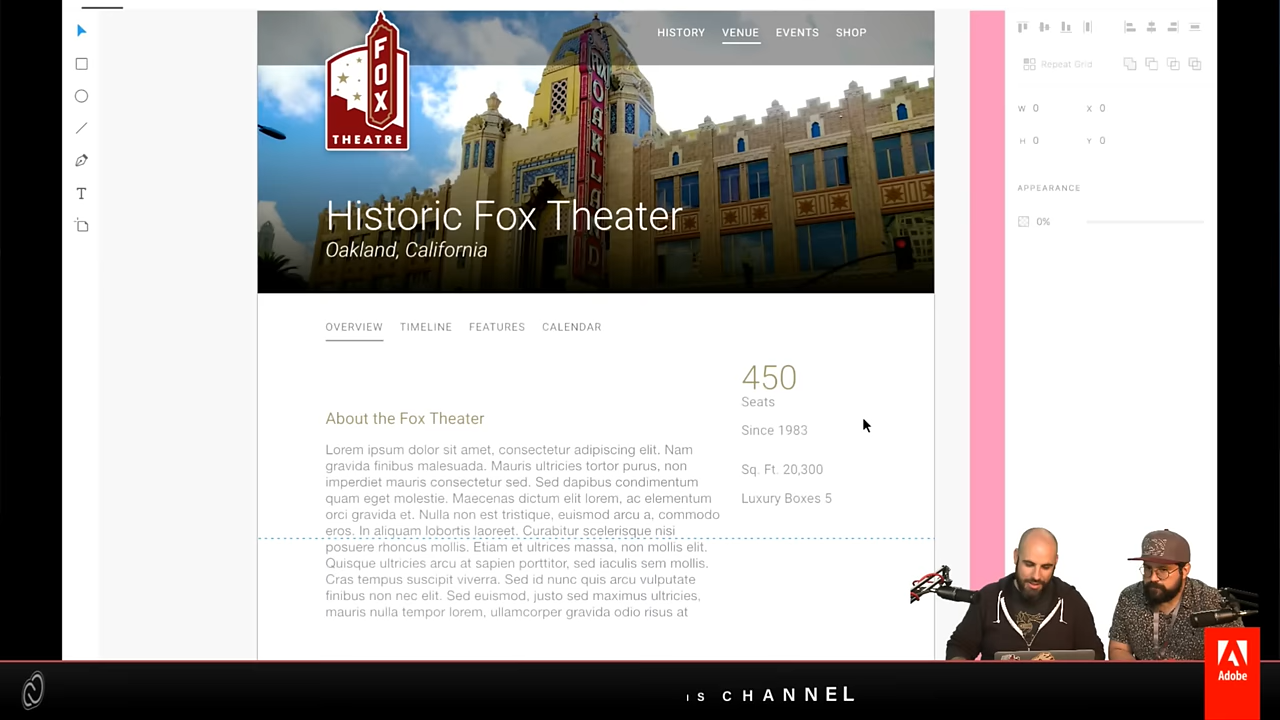 HISTORY VENUE EVENTS SHOP
FOX
THEATRE
OAKLAND
Historic Fox Theater
Oakland, California
OVERVIEW TIMELINE FEATURES CALENDAR
450
Seats
Since 1983
Sq. Ft. 20,300
Luxury Boxes 5
About the Fox Theater
Lorem ipsum dolor sit amet, consectetur adipiscing elit. Nam
gravida finibus malesuada. Mauris ultricies tortor purus, non
imperdiet mauris consectetur sed. Sed dapibus condimentum
quam eget molestie. Maecenas dictum elit lorem, ac elementum
orci gravida et. Nulla non est tristique, euismod arcu a, commodo
eros. In aliquam lobortis laoreet. Curabitur scelerisque nisi
posuere rhoncus mollis. Etiam et ultrices massa, non mollis elit.
Quisque ultricies arcu at sapien porttitor, sed iaculis sem mollis.
Cras tempus suscipit viverra. Sed id nunc quis arcu vulputate
finibus non nec elit. Sed euismod, justo sed maximus ultricies,
mauris nulla tempor lorem, ullamcorper gravida odio risus at
T
Repeat Grid
W 0 X 0
H 0 Y 0
APPEARANCE
0%
IS CHANNEL
Adobe